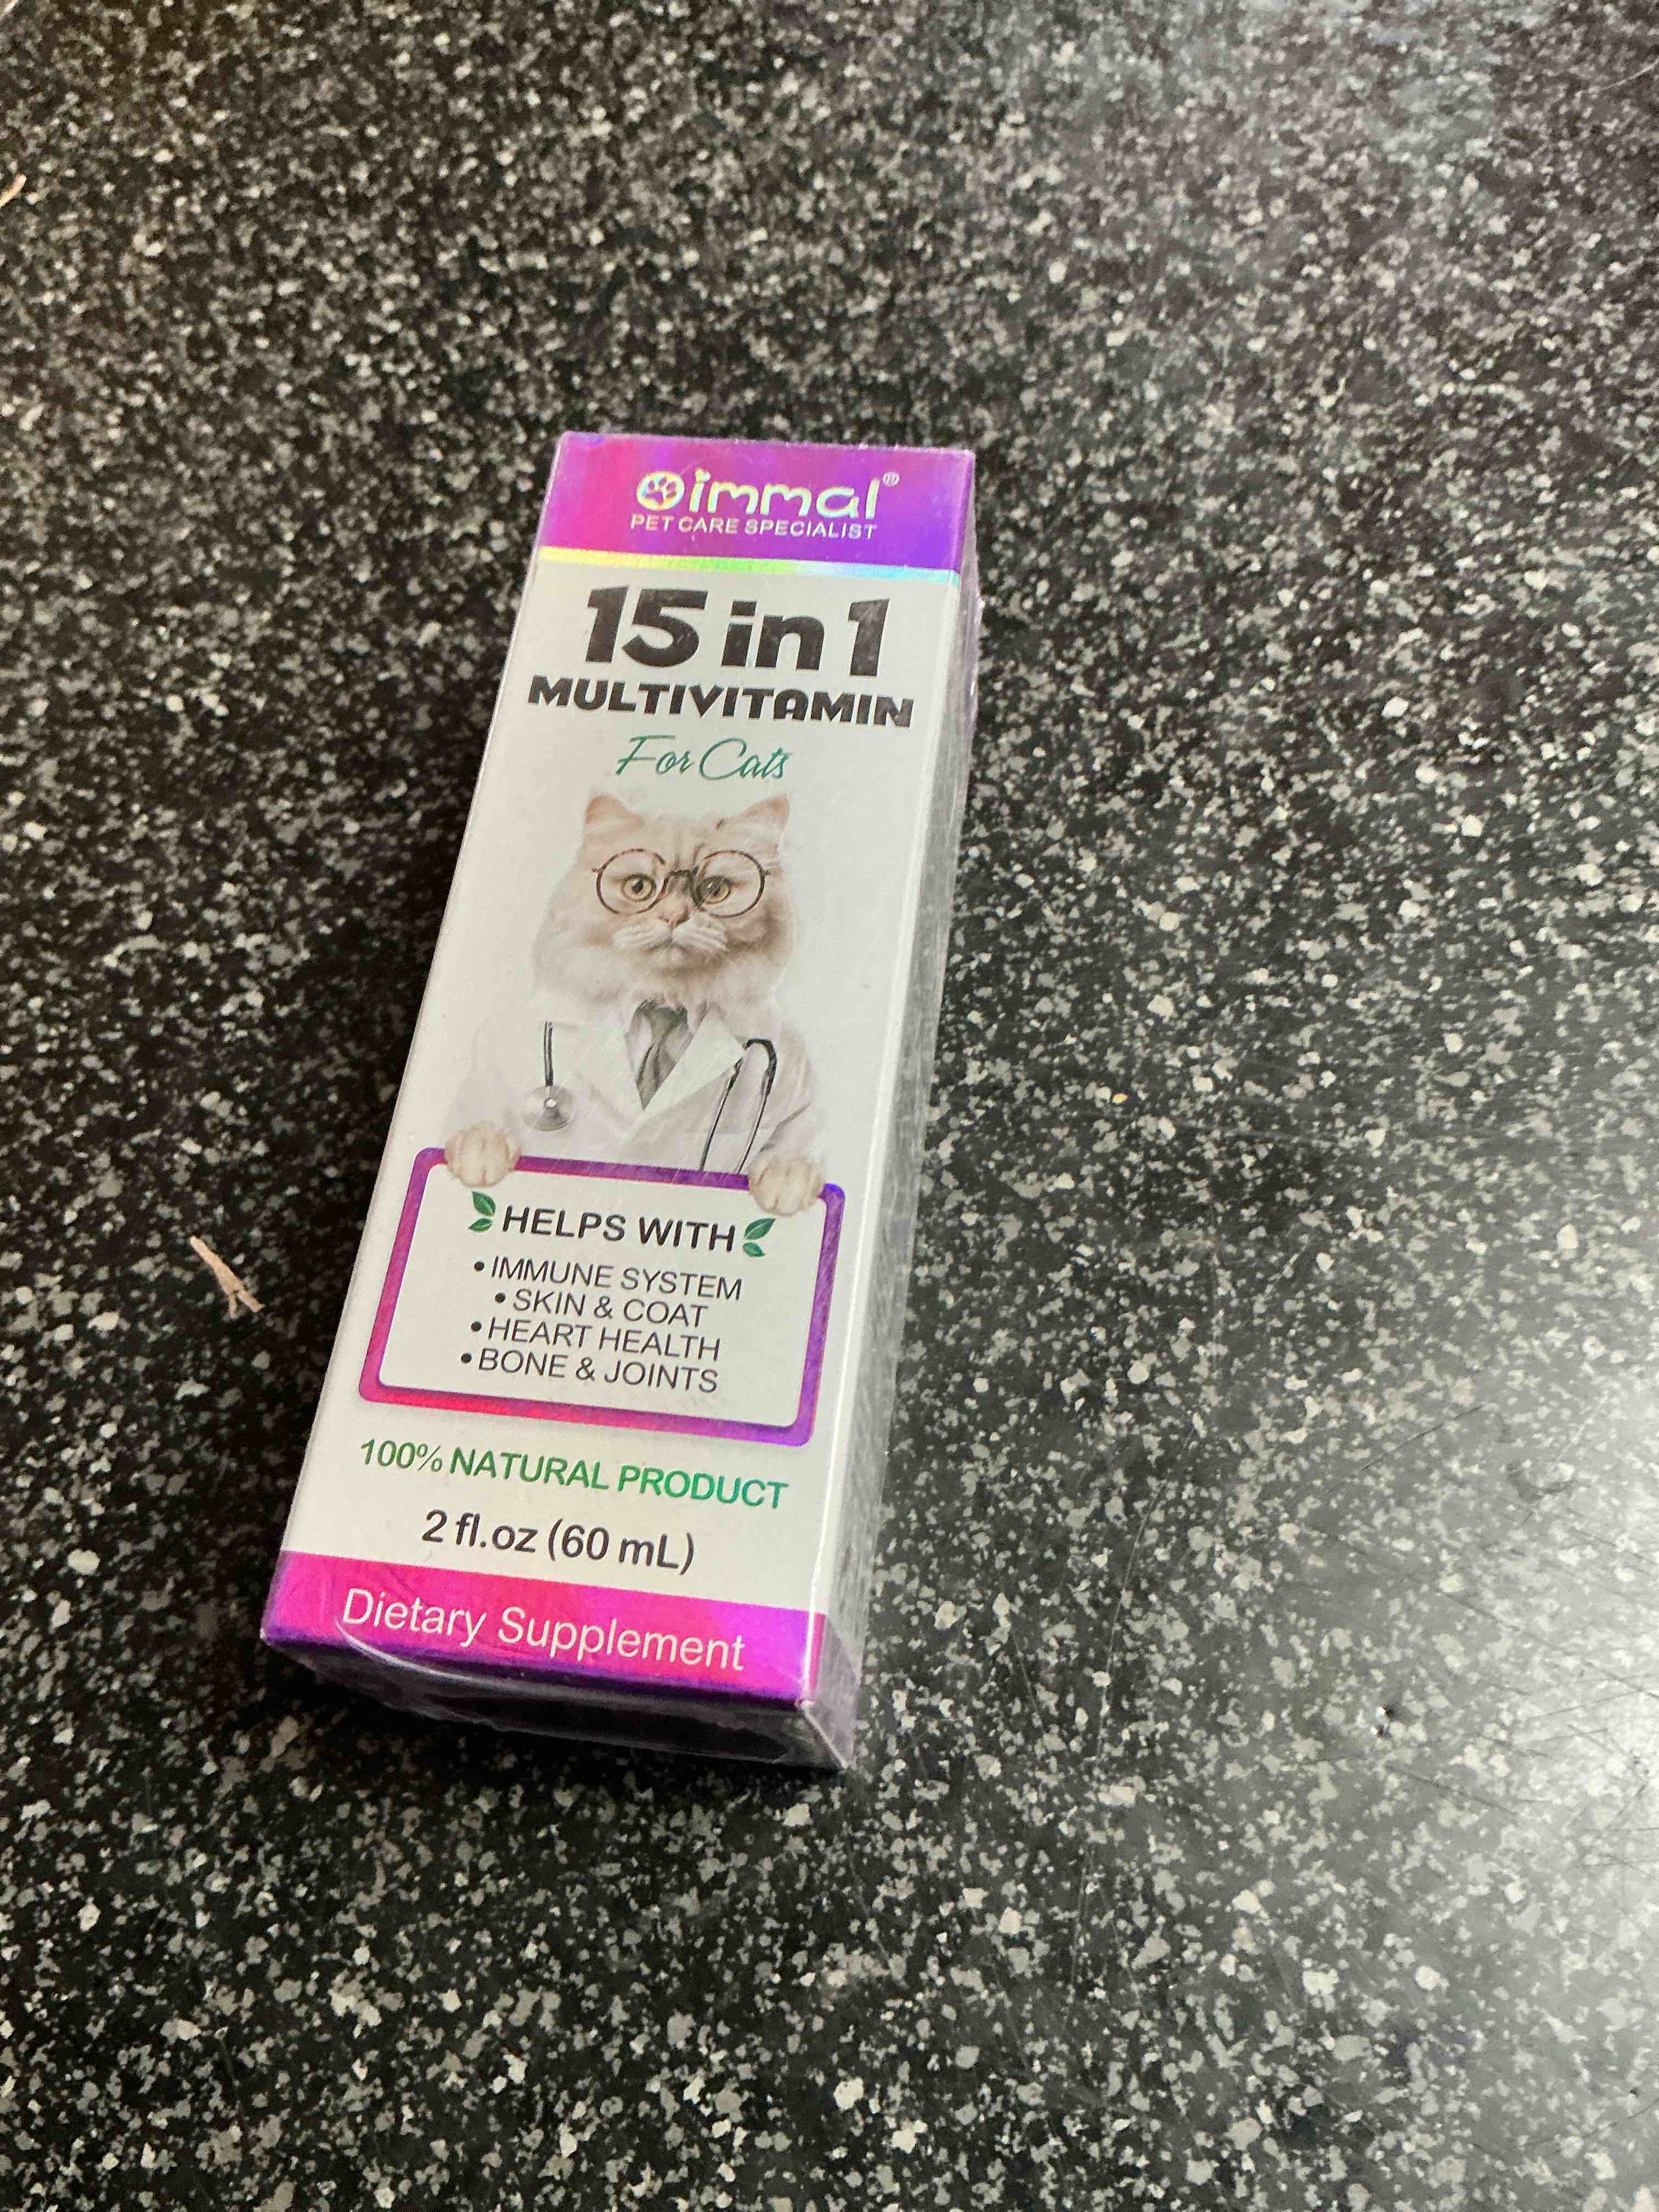 Oimmal®
PET CARE SPECIALIST
15 in 1
MULTIVITAMIN
For Cats
HELPS WITH
• IMMUNE SYSTEM
• SKIN & COAT
• HEART HEALTH
• BONE & JOINTS
100% NATURAL PRODUCT
2 fl.oz (60 mL)
Dietary Supplement